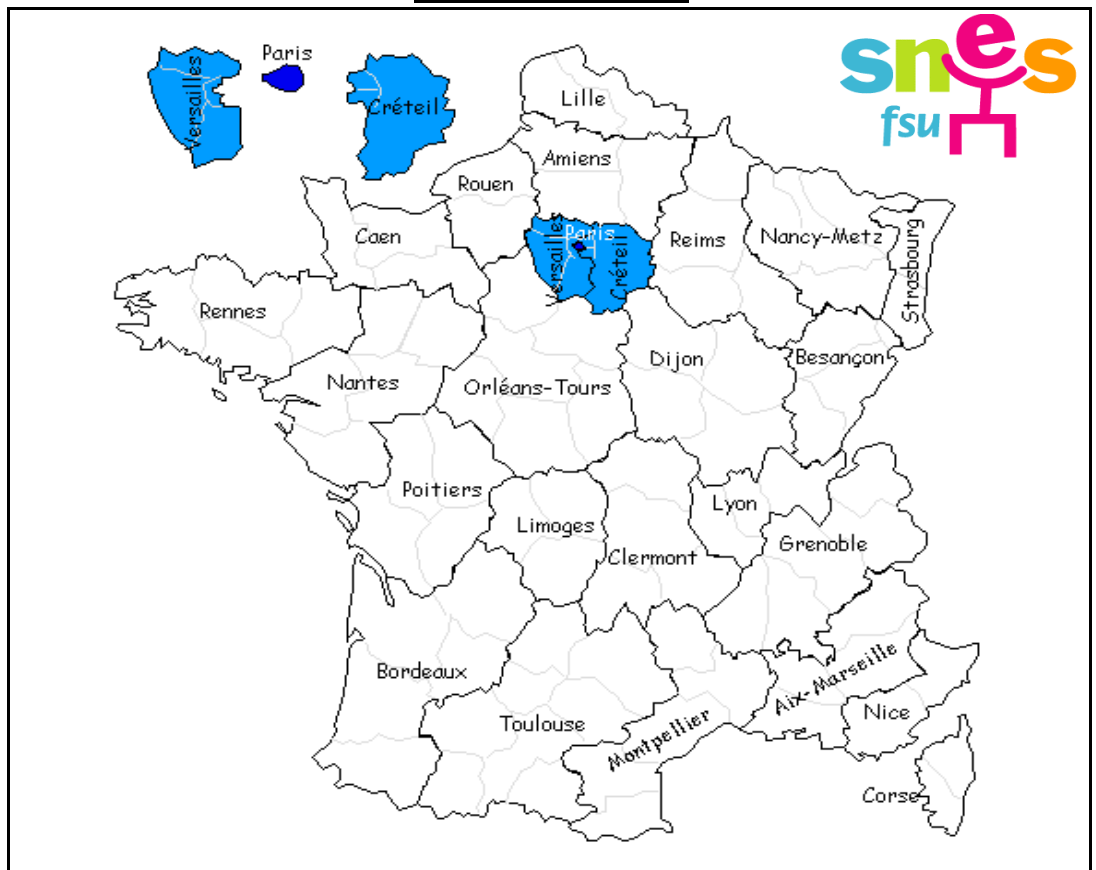 Paris
Versailles
Créteil
snes
fsu
Lille
Amiens
Rouen
Caen
Versailles
Paris
Créteil
Reims
Nancy-Metz
Strasbourg
Rennes
Nantes
Orléans-Tours
Dijon
Besançon
Poitiers
Limoges
Clermont
Lyon
Grenoble
Bordeaux
Toulouse
Montpellier
Aix-Marseille
Nice
Corse